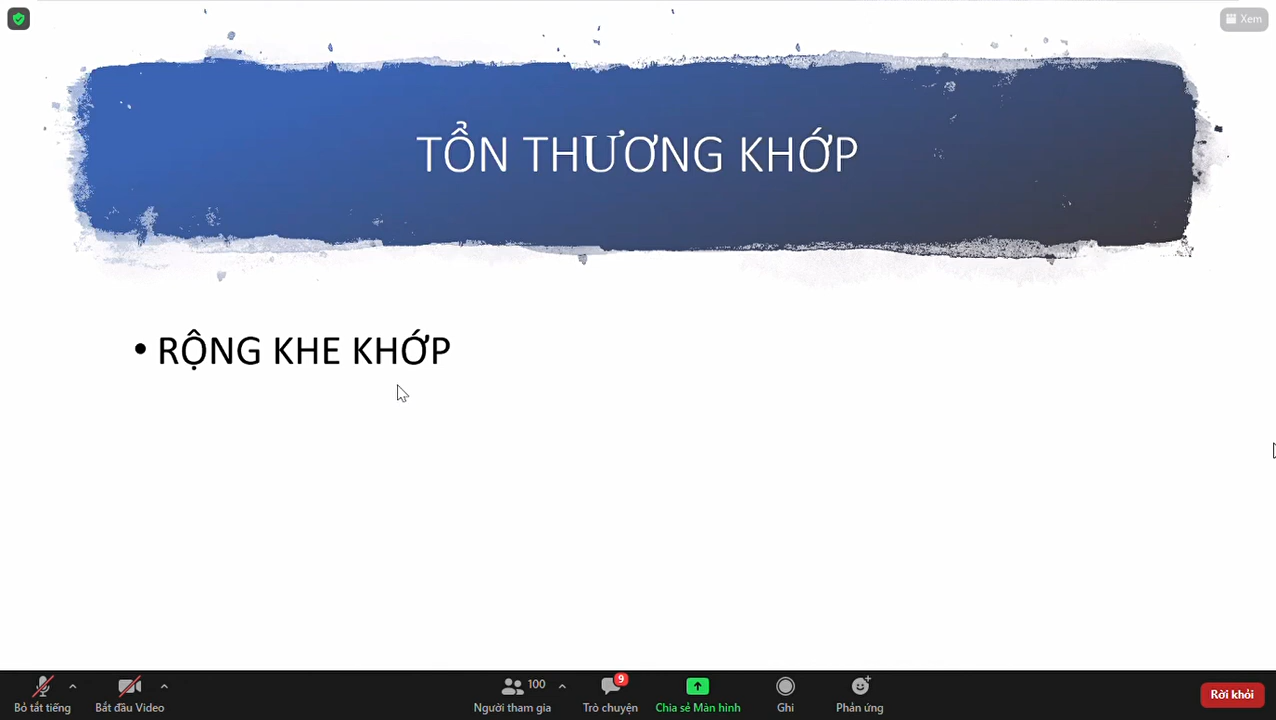 Xem
TỔN THƯƠNG KHỚP
• RỘNG KHE KHỚP
Bỏ tắt tiếng
Bắt đầu Video
100
Người tham gia
9
Trò chuyện
Chia sẻ Màn hình
Ghi
Phản ứng
Rời khỏi